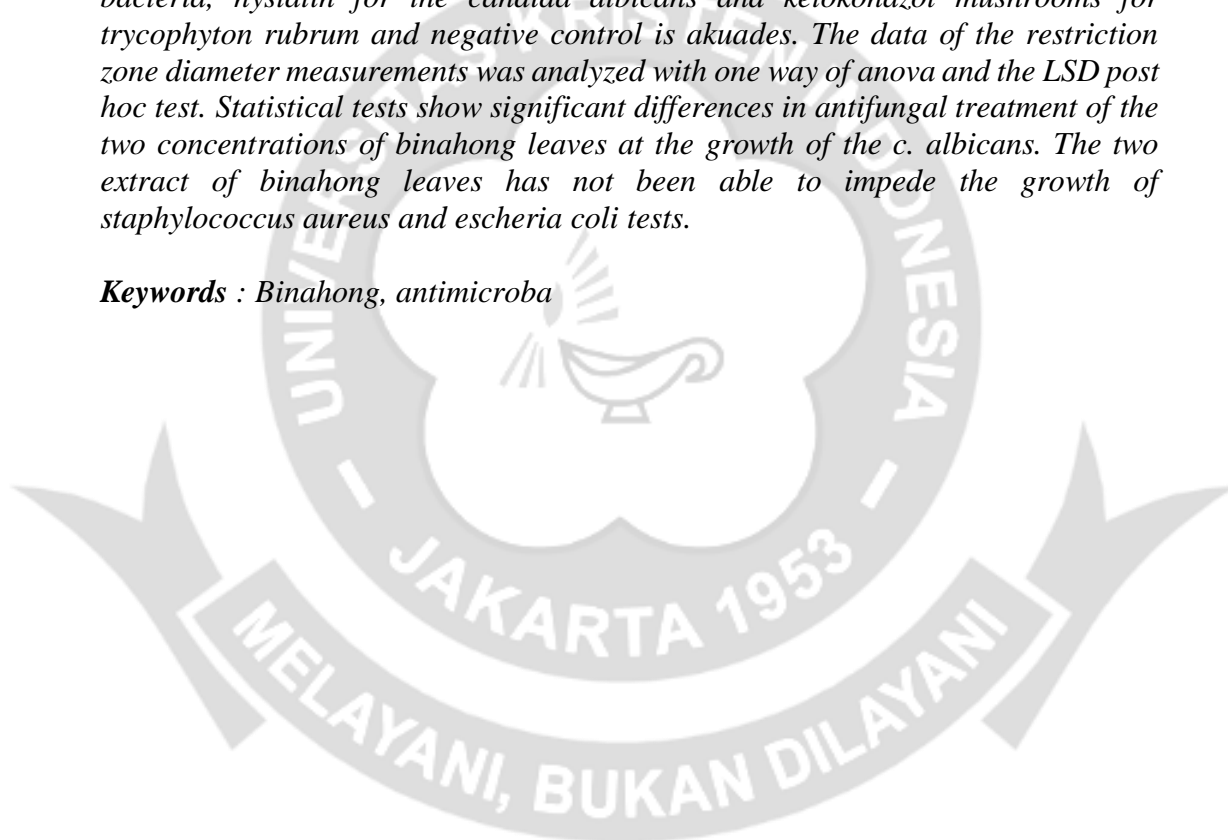 bacteria, nystatin for the candida albicans and ketokonazol mushrooms for
trycophyton rubrum and negative control is akuades. The data of the restriction
zone diameter measurements was analyzed with one way of anova and the LSD post
hoc test. Statistical tests show significant differences in antifungal treatment of the
two concentrations of binahong leaves at the growth of the c. albicans. The two
extract of binahong leaves has not been able to impede the growth of
staphylococcus aureus and escheria coli tests.
Keywords : Binahong, antimicroba
UNIVERSITAS KRISTEN INDONESIA
JAKARTA 1953
MELAYANI, BUKAN DILAYANI